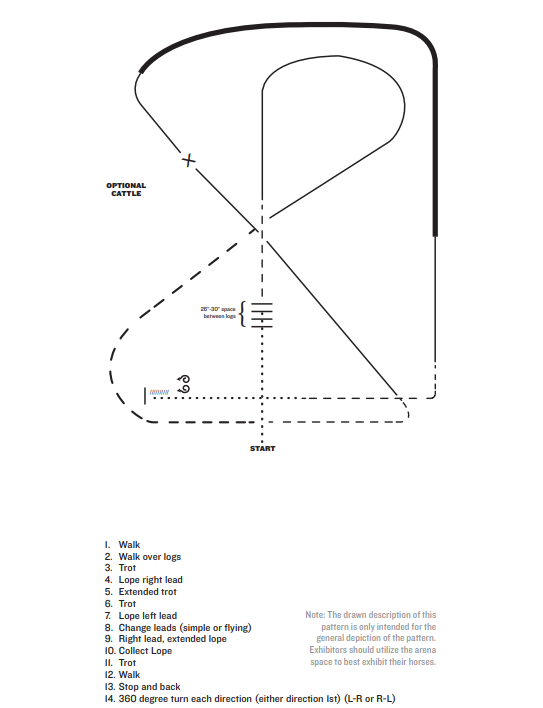 OPTIONAL
CATTLE
26"-30" space
between logs
START
1. Walk
2. Walk over logs
3. Trot
4. Lope right lead
5. Extended trot
6. Trot
7. Lope left lead
8. Change leads (simple or flying)
9. Right lead, extended lope
10. Collect Lope
11. Trot
12. Walk
13. Stop and back
14. 360 degree turn each direction (either direction 1st) (L-R or R-L)
Note: The drawn description of this
pattern is only intended for the
general depiction of the pattern.
Exhibitors should utilize the arena
space to best exhibit their horses.